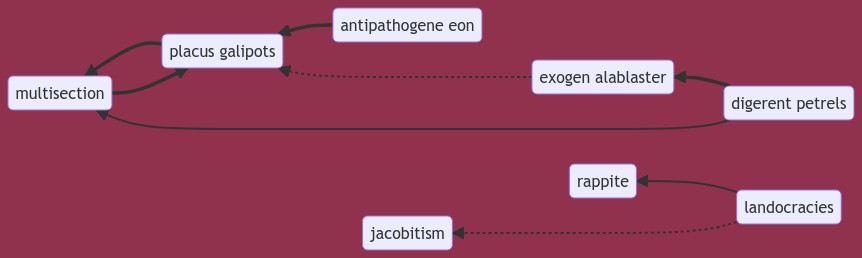 antipathogene eon
placus galipots
exogen alablaster
multisection
digerent petrels
rappite
landocracies
jacobitism